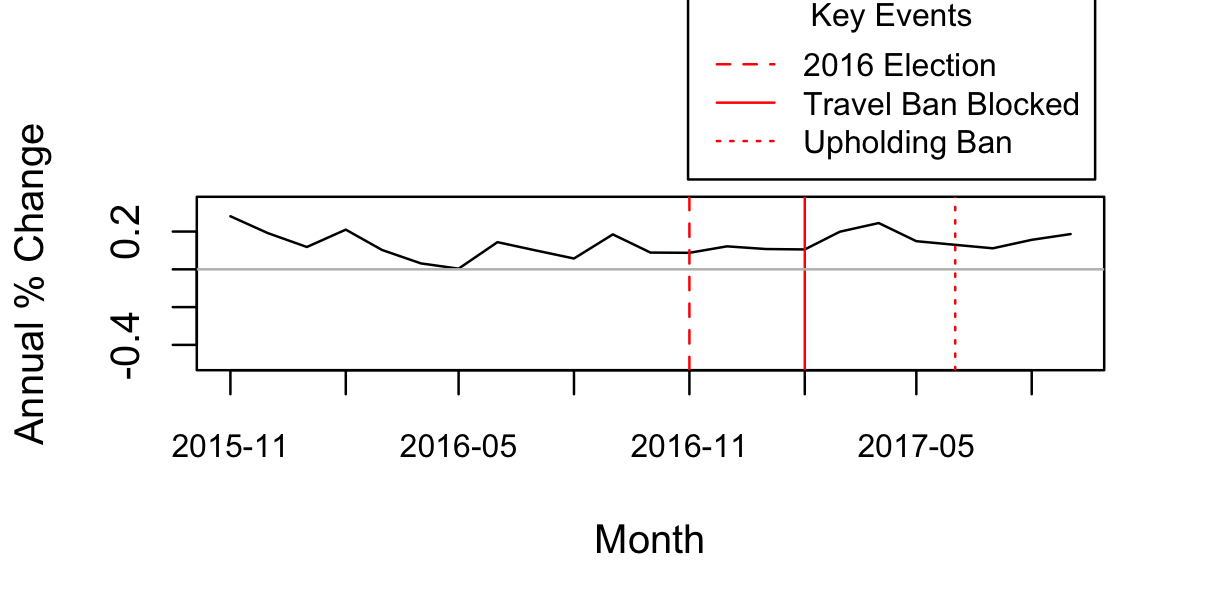 Key Events
2016 Election
Travel Ban Blocked
Upholding Ban
Annual % Change
0.2
-0.4
2015-11
2016-05
2016-11
2017-05
Month